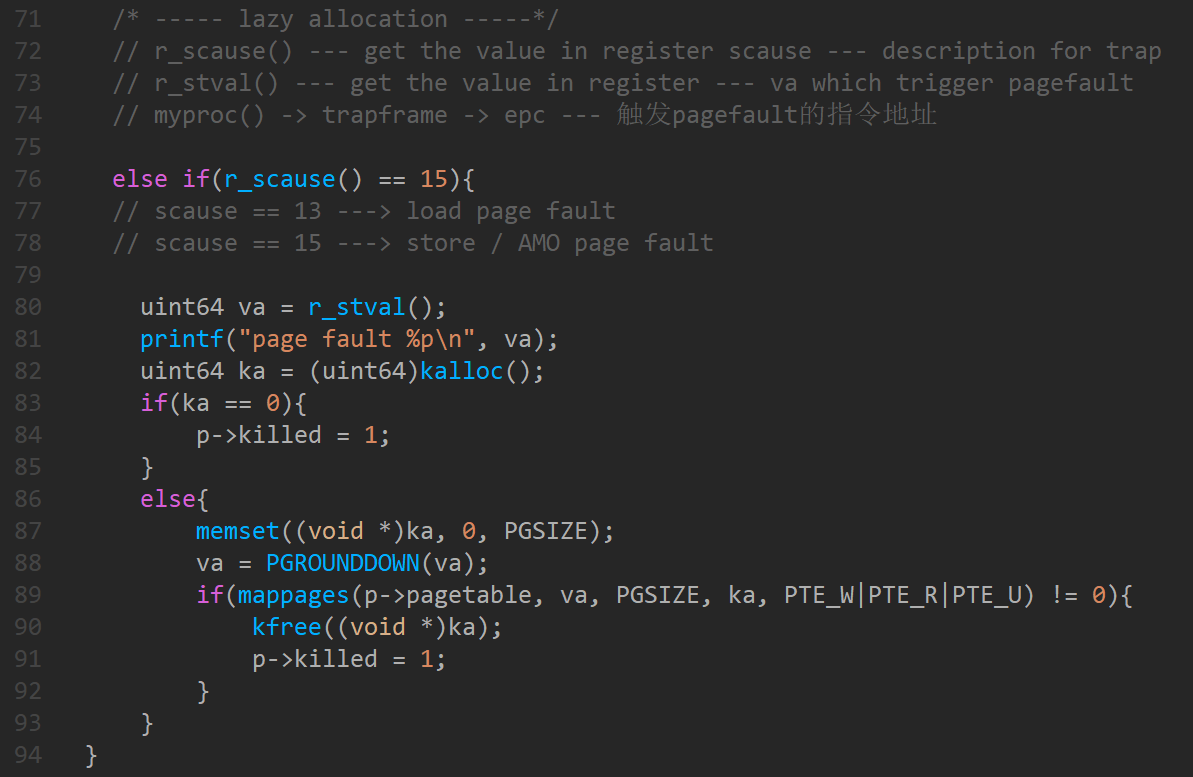 71 /* ----- lazy allocation -----*/
72 // r_scause() --- get the value in register scause --- description for trap
73 // r_stval() --- get the value in register --- va which trigger pagefault
74 // myproc() -> trapframe -> epc --- 触发pagefault的指令地址
75
76 else if(r_scause() == 15){
77 // scause == 13 ---> load page fault
78 // scause == 15 ---> store / AMO page fault
79
80 uint64 va = r_stval();
81 printf("page fault %p\n", va);
82 uint64 ka = (uint64)kalloc();
83 if(ka == 0){
84 p->killed = 1;
85 }
86 else{
87 memset((void *)ka, 0, PGSIZE);
88 va = PGROUNDDOWN(va);
89 if(mappages(p->pagetable, va, PGSIZE, ka, PTE_W|PTE_R|PTE_U) != 0){
90 kfree((void *)ka);
91 p->killed = 1;
92 }
93 }
94 }